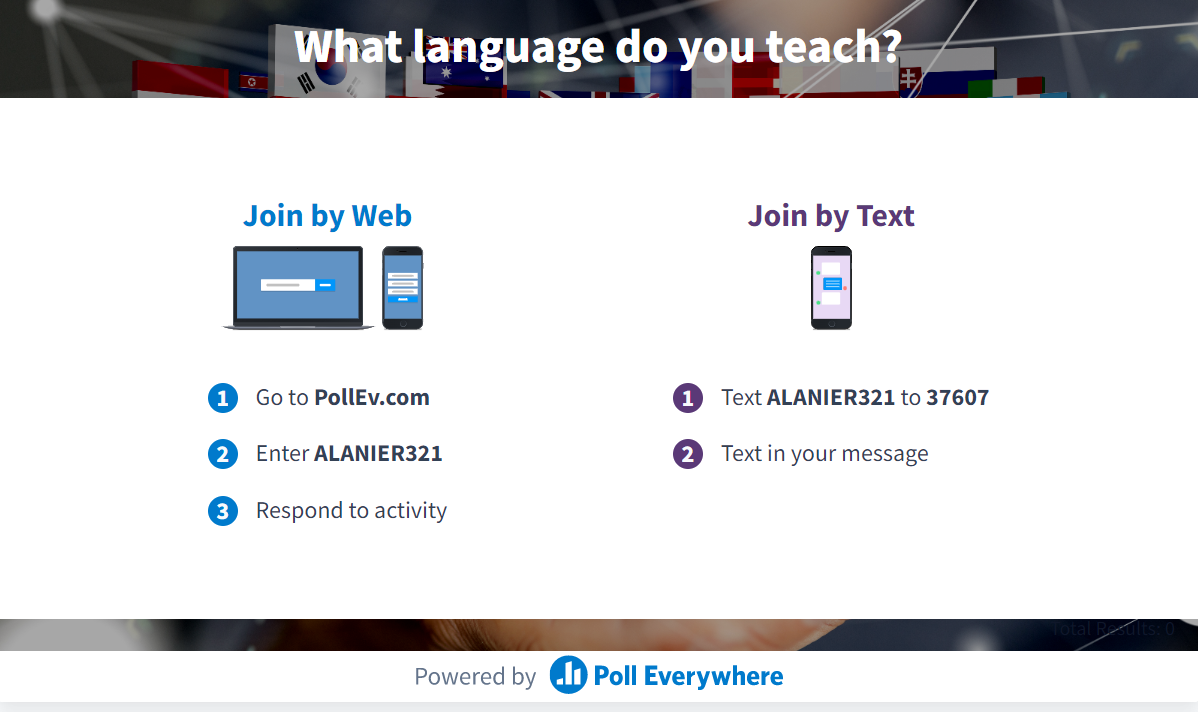 What language do you teach?
Join by Web
1 Go to PollEv.com
2 Enter ALANIER321
3 Respond to activity
Join by Text
1 Text ALANIER321 to 37607
2 Text in your message
Total Results: 0
Powered by Poll Everywhere